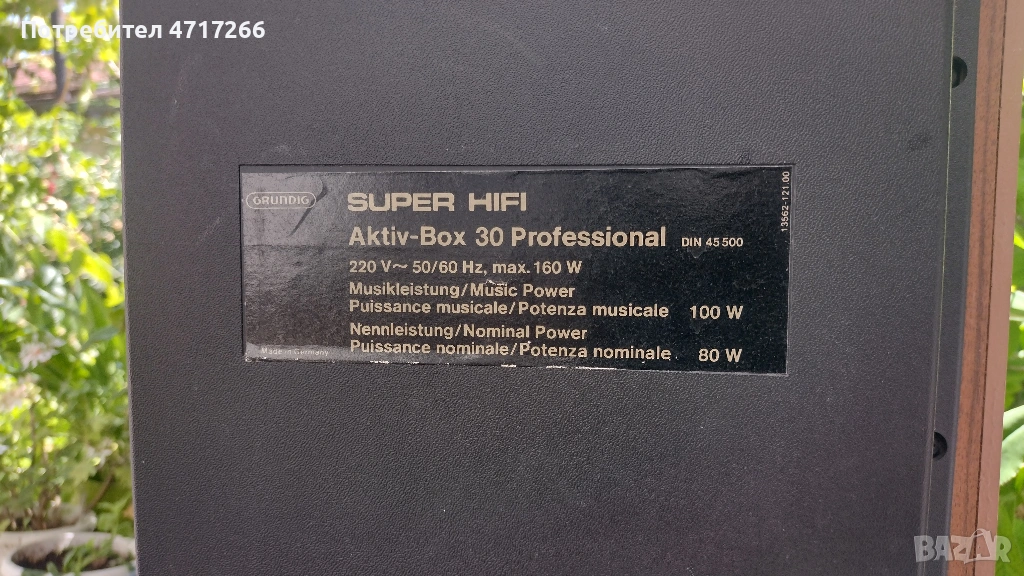 Потребител 4717266
GRUNDIG
SUPER HIFI
Aktiv-Box 30 Professional DIN 45 500
220 V~ 50/60 Hz, max. 160 W
Musikleistung/Music Power
Puissance musicale/Potenza musicale 100 W
Nennleistung/Nominal Power
Puissance nominale/Potenza nominale 80 W
Made in Germany
13562-121.00
BAZAR